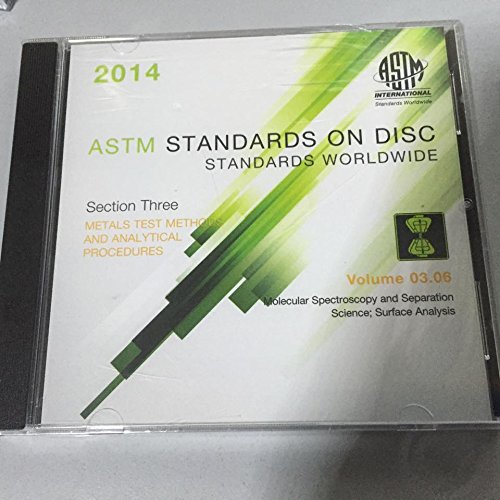 2014
ASTM
INTERNATIONAL
Standards Worldwide
ASTM STANDARDS ON DISC
STANDARDS WORLDWIDE
Section Three
METALS TEST METHODS
AND ANALYTICAL
PROCEDURES
Volume 03.06
Molecular Spectroscopy and Separation
Science; Surface Analysis